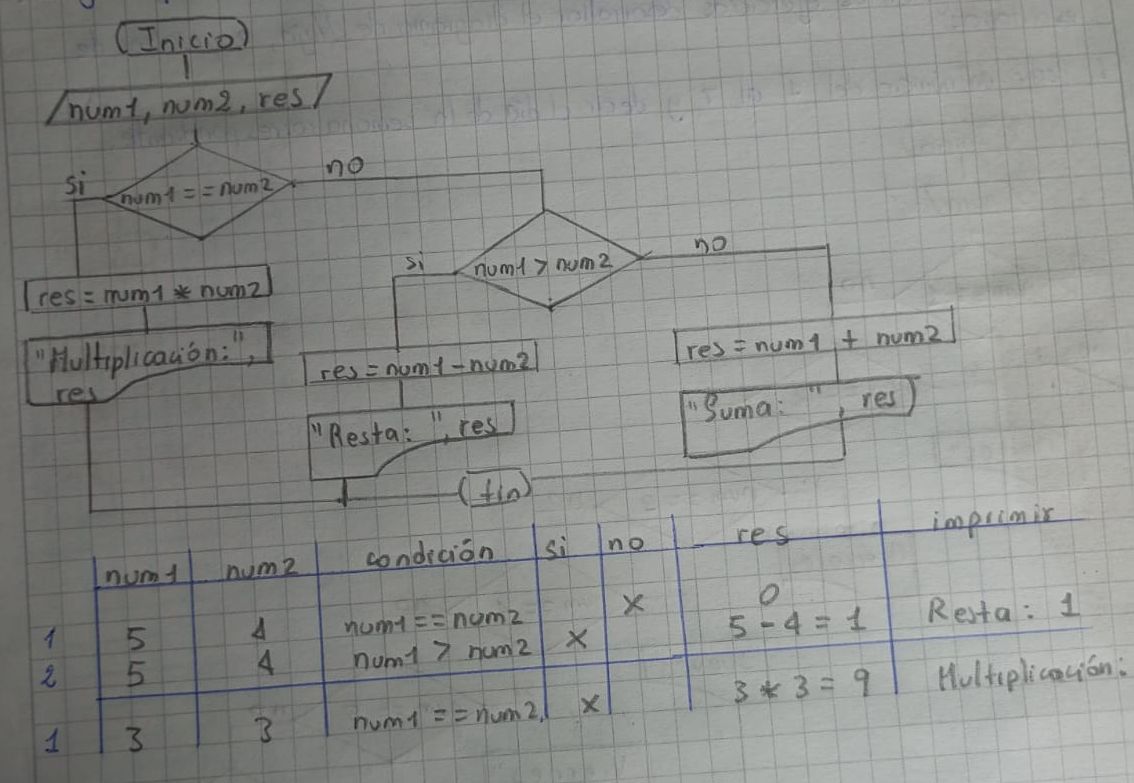 (Inicio)
num1, num2, res
si
num1 == num2
no
si
num1 > num2
no
res = num1 * num2
"Multiplicación:",
res
res = num1 - num2
"Resta: ", res
res = num1 + num2
"Suma: ", res
(fin)
num1 num2 condición si no res imprimir
1 5 4 num1 == num2 x 0
2 5 4 num1 > num2 x 5 - 4 = 1 Resta: 1
1 3 3 num1 == num2 x 3 * 3 = 9 Multiplicación: